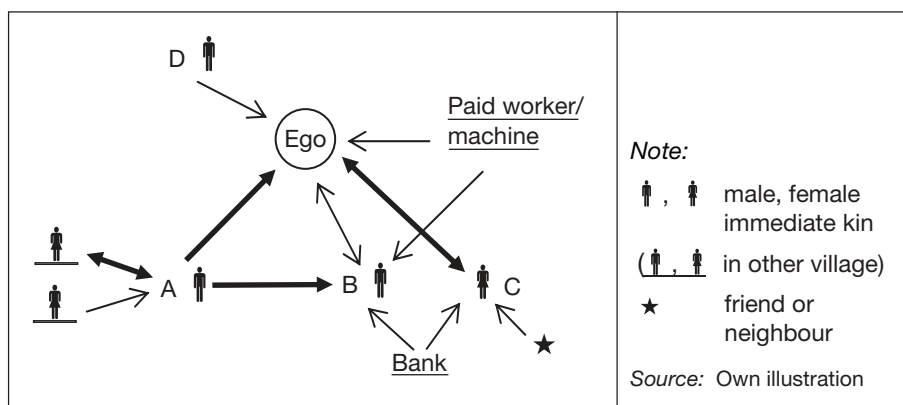 D
Ego
Paid worker/
machine
A
B
C
Bank
Note:
, male, female
immediate kin
( , in other village)
friend or
neighbour
Source: Own illustration